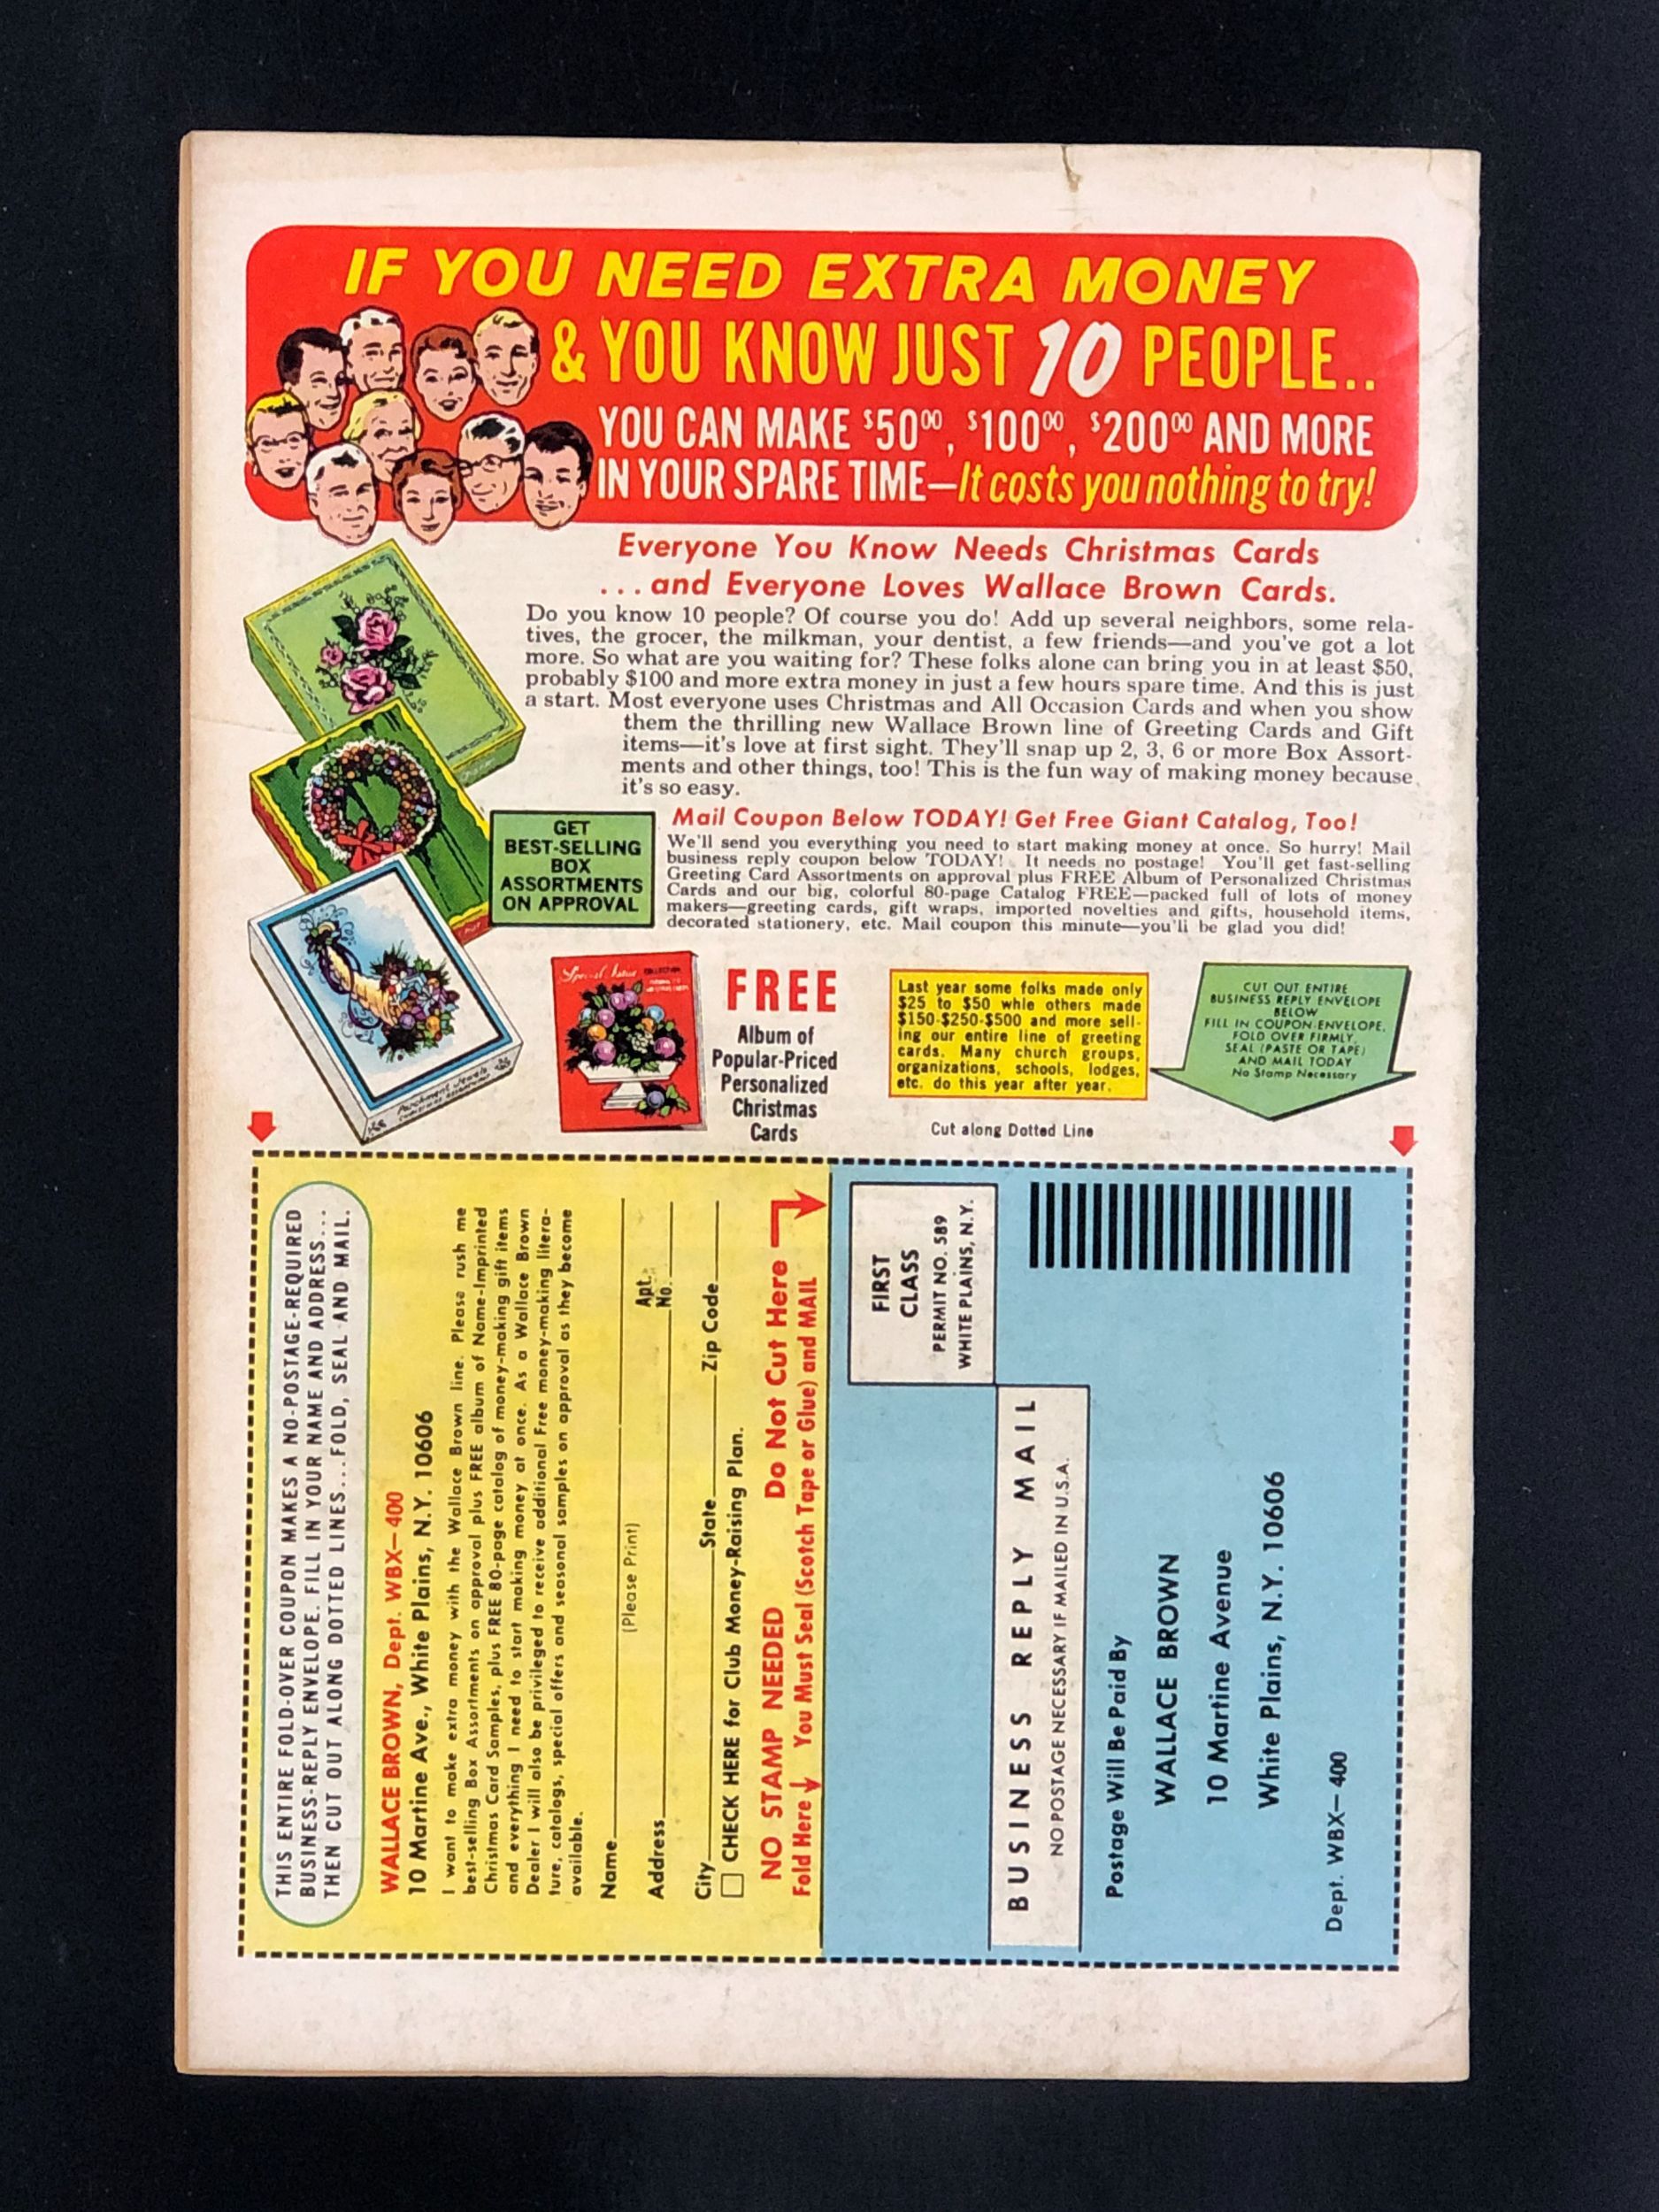 IF YOU NEED EXTRA MONEY
& YOU KNOW JUST 10 PEOPLE..
YOU CAN MAKE $50⁰⁰, $100⁰⁰, $200⁰⁰ AND MORE
IN YOUR SPARE TIME—It costs you nothing to try!
Everyone You Know Needs Christmas Cards
...and Everyone Loves Wallace Brown Cards.
Do you know 10 people? Of course you do! Add up several neighbors, some rela-
tives, the grocer, the milkman, your dentist, a few friends—and you've got a lot
more. So what are you waiting for? These folks alone can bring you in at least $50,
probably $100 and more extra money in just a few hours spare time. And this is just
a start. Most everyone uses Christmas and All Occasion Cards and when you show
them the thrilling new Wallace Brown line of Greeting Cards and Gift
items—it's love at first sight. They'll snap up 2, 3, 6 or more Box Assort-
ments and other things, too! This is the fun way of making money because
it's so easy.
GET
BEST-SELLING
BOX
ASSORTMENTS
ON APPROVAL
Mail Coupon Below TODAY! Get Free Giant Catalog, Too!
We'll send you everything you need to start making money at once. So hurry! Mail
business reply coupon below TODAY! It needs no postage! You'll get fast-selling
Greeting Card Assortments on approval plus FREE Album of Personalized Christmas
Cards and our big, colorful 80-page Catalog FREE—packed full of lots of money
makers—greeting cards, gift wraps, imported novelties and gifts, household items,
decorated stationery, etc. Mail coupon this minute—you'll be glad you did!
Parchment Jewels
Special Issue
FREE
Album of
Popular-Priced
Personalized
Christmas
Cards
Last year some folks made only
$25 to $50 whle others made
$150-$250-$500 and more sell-
ing our entire line of greeting
cards. Many church groups,
organizations, schools, lodges,
etc. do this year after year.
CUT OUT ENTIRE
BUSINESS REPLY ENVELOPE
BELOW
FILL IN COUPON-ENVELOPE,
FOLD OVER FIRMLY,
SEAL (PASTE OR TAPE)
AND MAIL TODAY
No Stamp Necessary
Cut along Dotted Line
THIS ENTIRE FOLD-OVER COUPON MAKES A NO-POSTAGE-REQUIRED
BUSINESS-REPLY ENVELOPE. FILL IN YOUR NAME AND ADDRESS...
THEN CUT OUT ALONG DOTTED LINES...FOLD, SEAL AND MAIL.
WALLACE BROWN, Dept. WBX—400
10 Martine Ave., White Plains, N.Y. 10606
I want to make extra money with the Wallace Brown line. Please rush me
best-selling Box Assortments on approval plus FREE album of Name-Imprinted
Christmas Card Samples, plus FREE 80-page catalog of money-making gift items
and everything I need to start making money at once. As a Wallace Brown
Dealer I will also be privileged to receive additional Free money-making litera-
ture, catalogs, special offers and seasonal samples on approval as they become
available.
Name
(Please Print)
Address Apt. No.
City State Zip Code
CHECK HERE for Club Money-Raising Plan.
NO STAMP NEEDED Do Not Cut Here
Fold Here You Must Seal (Scotch Tape or Glue) and MAIL
FIRST
CLASS
PERMIT NO. 589
WHITE PLAINS, N.Y.
BUSINESS REPLY MAIL
NO POSTAGE NECESSARY IF MAILED IN U.S.A.
Postage Will Be Paid By
WALLACE BROWN
10 Martine Avenue
White Plains, N.Y. 10606
Dept. WBX—400